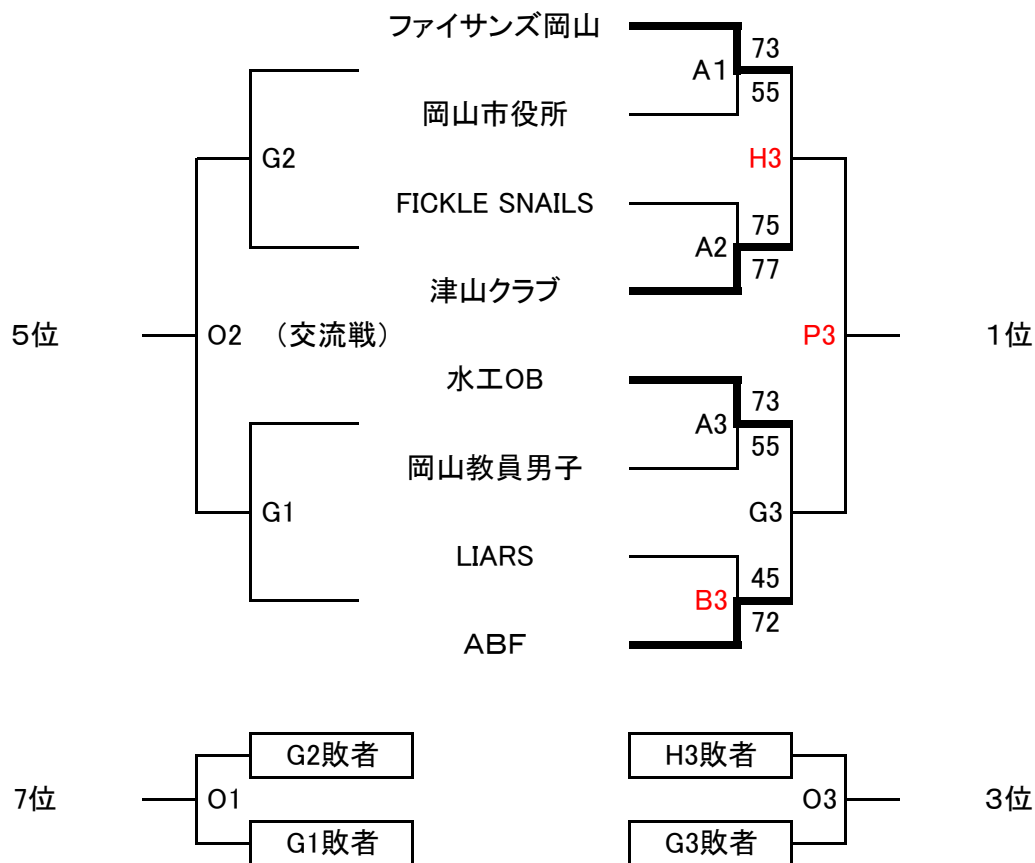 ファイサンズ岡山
73
A1
55
岡山市役所
G2
H3
FICKLE SNAILS
75
A2
77
津山クラブ
5位
O2 （交流戦）
P3
1位
水工OB
73
A3
55
岡山教員男子
G1
G3
LIARS
45
B3
72
ABF
G2敗者
H3敗者
7位
O1
O3
3位
G1敗者
G3敗者